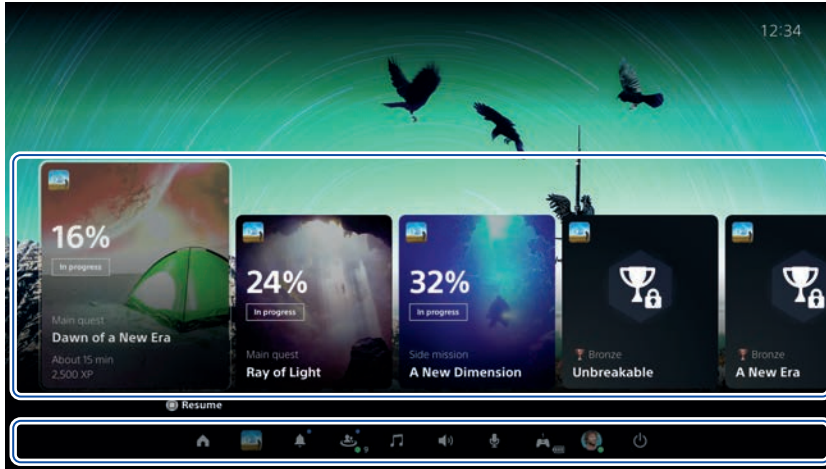 12:34
16%
In progress
Main quest
Dawn of a New Era
About 15 min
2,500 XP
24%
In progress
Main quest
Ray of Light
32%
In progress
Side mission
A New Dimension
Bronze
Unbreakable
Bronze
A New Era
Resume
9